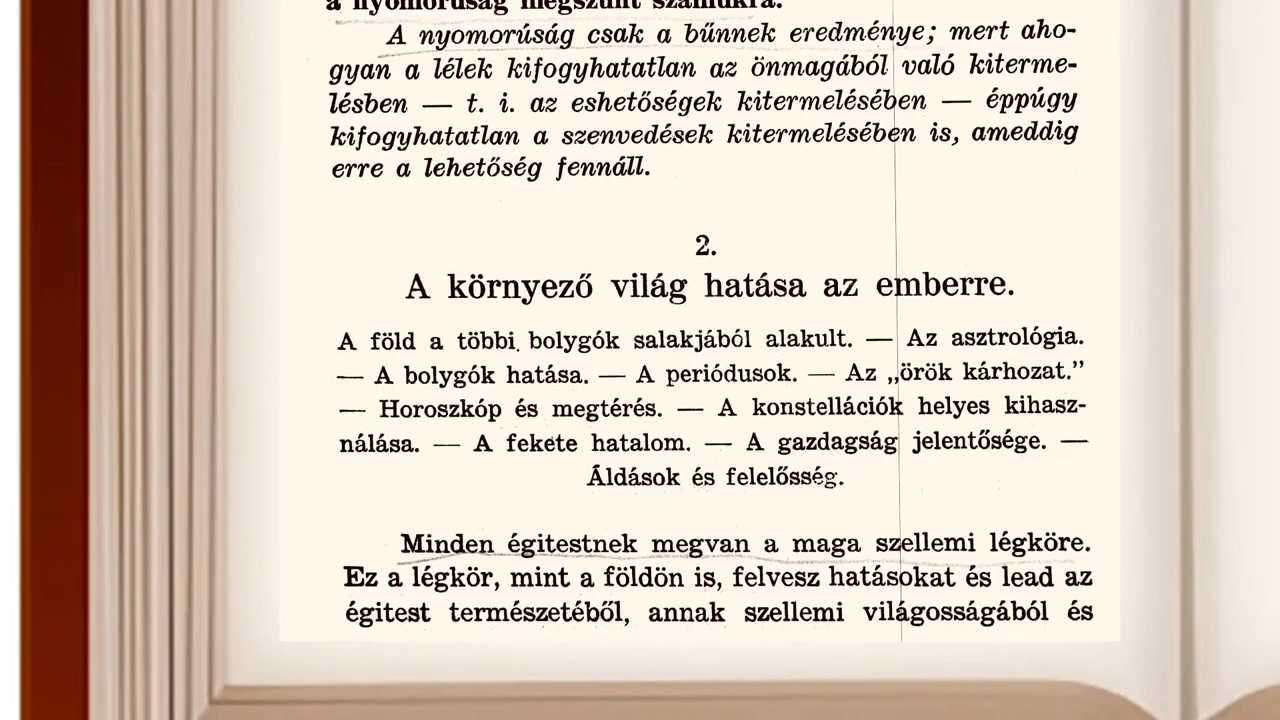 a nyomorúság megszűnt számukra.
A nyomorúság csak a bűnnek eredménye; mert aho-
gyan a lélek kifogyhatatlan az önmagából való kiterme-
lésben — t. i. az eshetőségek kitermelésében — éppúgy
kifogyhatatlan a szenvedések kitermelésében is, ameddig
erre a lehetőség fennáll.
2.
A környező világ hatása az emberre.
A föld a többi bolygók salakjából alakult. — Az asztrológia.
— A bolygók hatása. — A periódusok. — Az „örök kárhozat.”
— Horoszkóp és megtérés. — A konstellációk helyes kihasz-
nálása. — A fekete hatalom. — A gazdagság jelentősége. —
Áldások és felelősség.
Minden égitestnek megvan a maga szellemi légköre.
Ez a légkör, mint a földön is, felvesz hatásokat és lead az
égitest természetéből, annak szellemi világosságából és